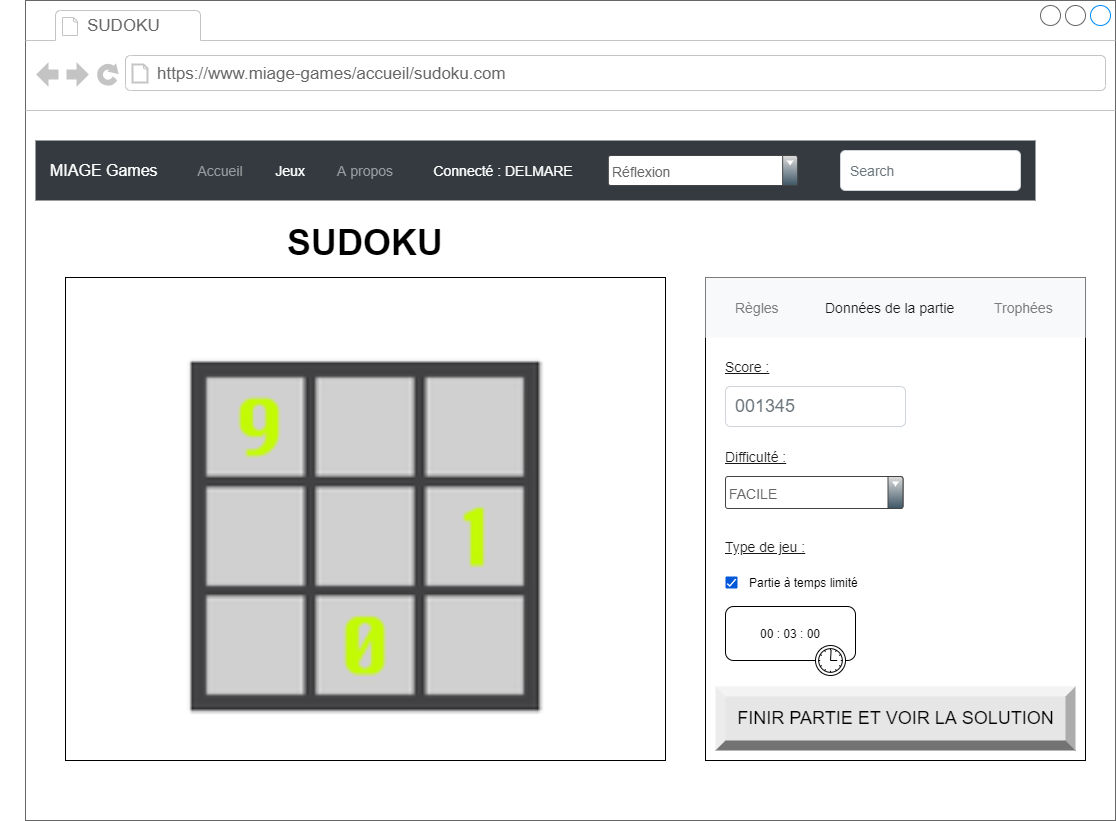 SUDOKU
https://www.miage-games/accueil/sudoku.com
MIAGE Games Accueil Jeux A propos Connecté : DELMARE Réflexion Search
SUDOKU
9
1
0
Règles Données de la partie Trophées
Score :
001345
Difficulté :
FACILE
Type de jeu :
Partie à temps limité
00 : 03 : 00
FINIR PARTIE ET VOIR LA SOLUTION